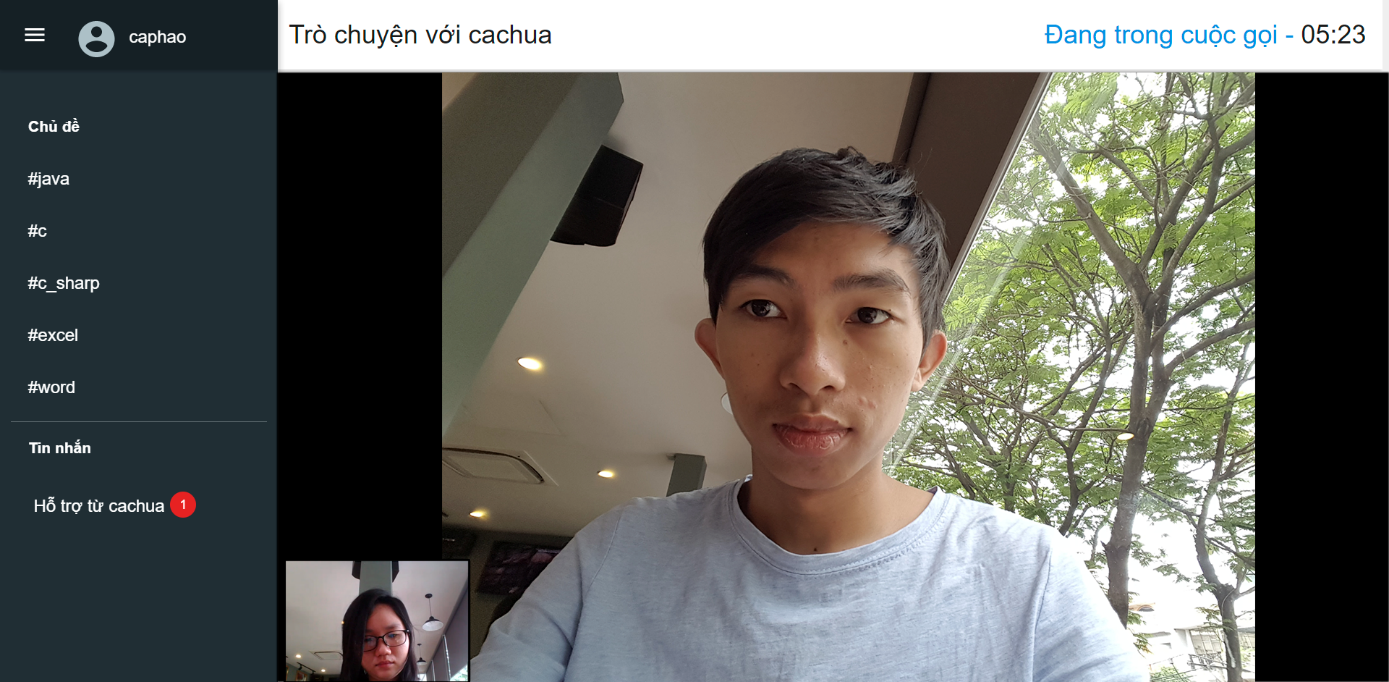 caphao
Trò chuyện với cachua
Đang trong cuộc gọi - 05:23
Chủ đề
#java
#c
#c_sharp
#excel
#word
Tin nhắn
Hỗ trợ từ cachua 1